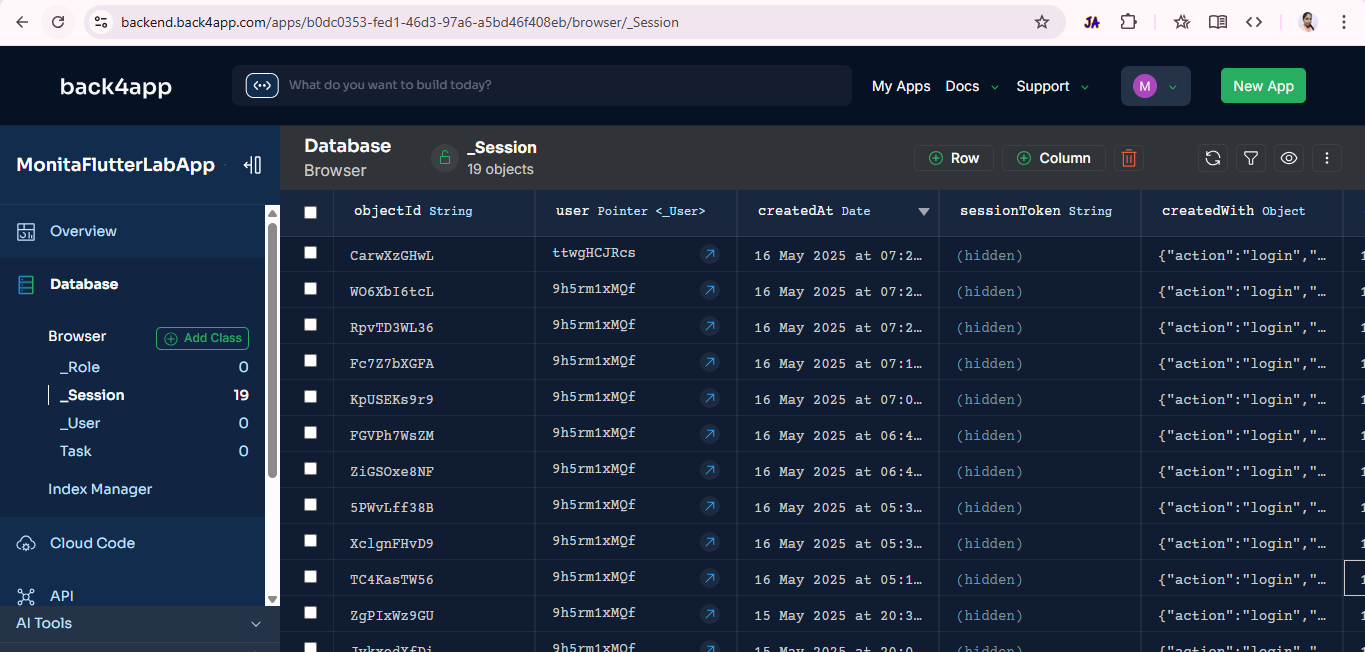 backend.back4app.com/apps/b0dc0353-fed1-46d3-97a6-a5bd46f408eb/browser/_Session
JA
back4app
What do you want to build today?
My Apps
Docs
Support
M
New App
MonitaFlutterLabApp
Overview
Database
Browser
Add Class
_Role 0
_Session 19
_User 0
Task 0
Index Manager
Cloud Code
API
AI Tools
Database
Browser
_Session
19 objects
Row
Column
objectId String user Pointer <_User> createdAt Date sessionToken String createdWith Object
CarwXzGHwL ttwgHCJRcs 16 May 2025 at 07:2… (hidden) {"action":"login","…
WO6XbI6tcL 9h5rm1xMQf 16 May 2025 at 07:2… (hidden) {"action":"login","…
RpvTD3WL36 9h5rm1xMQf 16 May 2025 at 07:2… (hidden) {"action":"login","…
Fc7Z7bXGFA 9h5rm1xMQf 16 May 2025 at 07:1… (hidden) {"action":"login","…
KpUSEKs9r9 9h5rm1xMQf 16 May 2025 at 07:0… (hidden) {"action":"login","…
FGVPh7WsZM 9h5rm1xMQf 16 May 2025 at 06:4… (hidden) {"action":"login","…
ZiGSOxe8NF 9h5rm1xMQf 16 May 2025 at 06:4… (hidden) {"action":"login","…
5PWvLff38B 9h5rm1xMQf 16 May 2025 at 05:3… (hidden) {"action":"login","…
XclgnFHvD9 9h5rm1xMQf 16 May 2025 at 05:3… (hidden) {"action":"login","…
TC4KasTW56 9h5rm1xMQf 16 May 2025 at 05:1… (hidden) {"action":"login","…
ZgPIxWz9GU 9h5rm1xMQf 15 May 2025 at 20:3… (hidden) {"action":"login","…
9h5rm1xMQf 15 May 2025 at 20:0… (hidden) {"action":"login","…